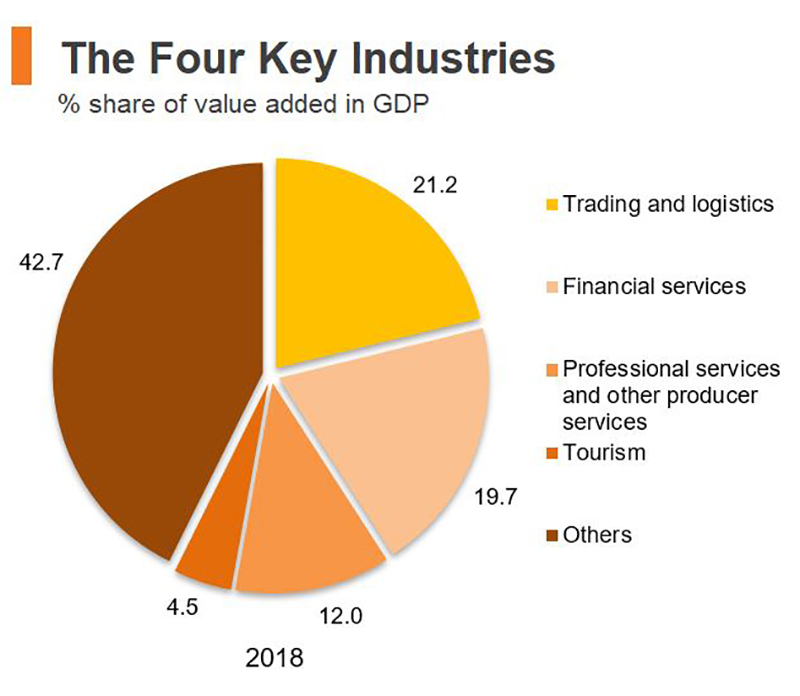 The Four Key Industries
% share of value added in GDP
21.2
42.7
19.7
4.5
12.0
2018
Trading and logistics
Financial services
Professional services
and other producer
services
Tourism
Others